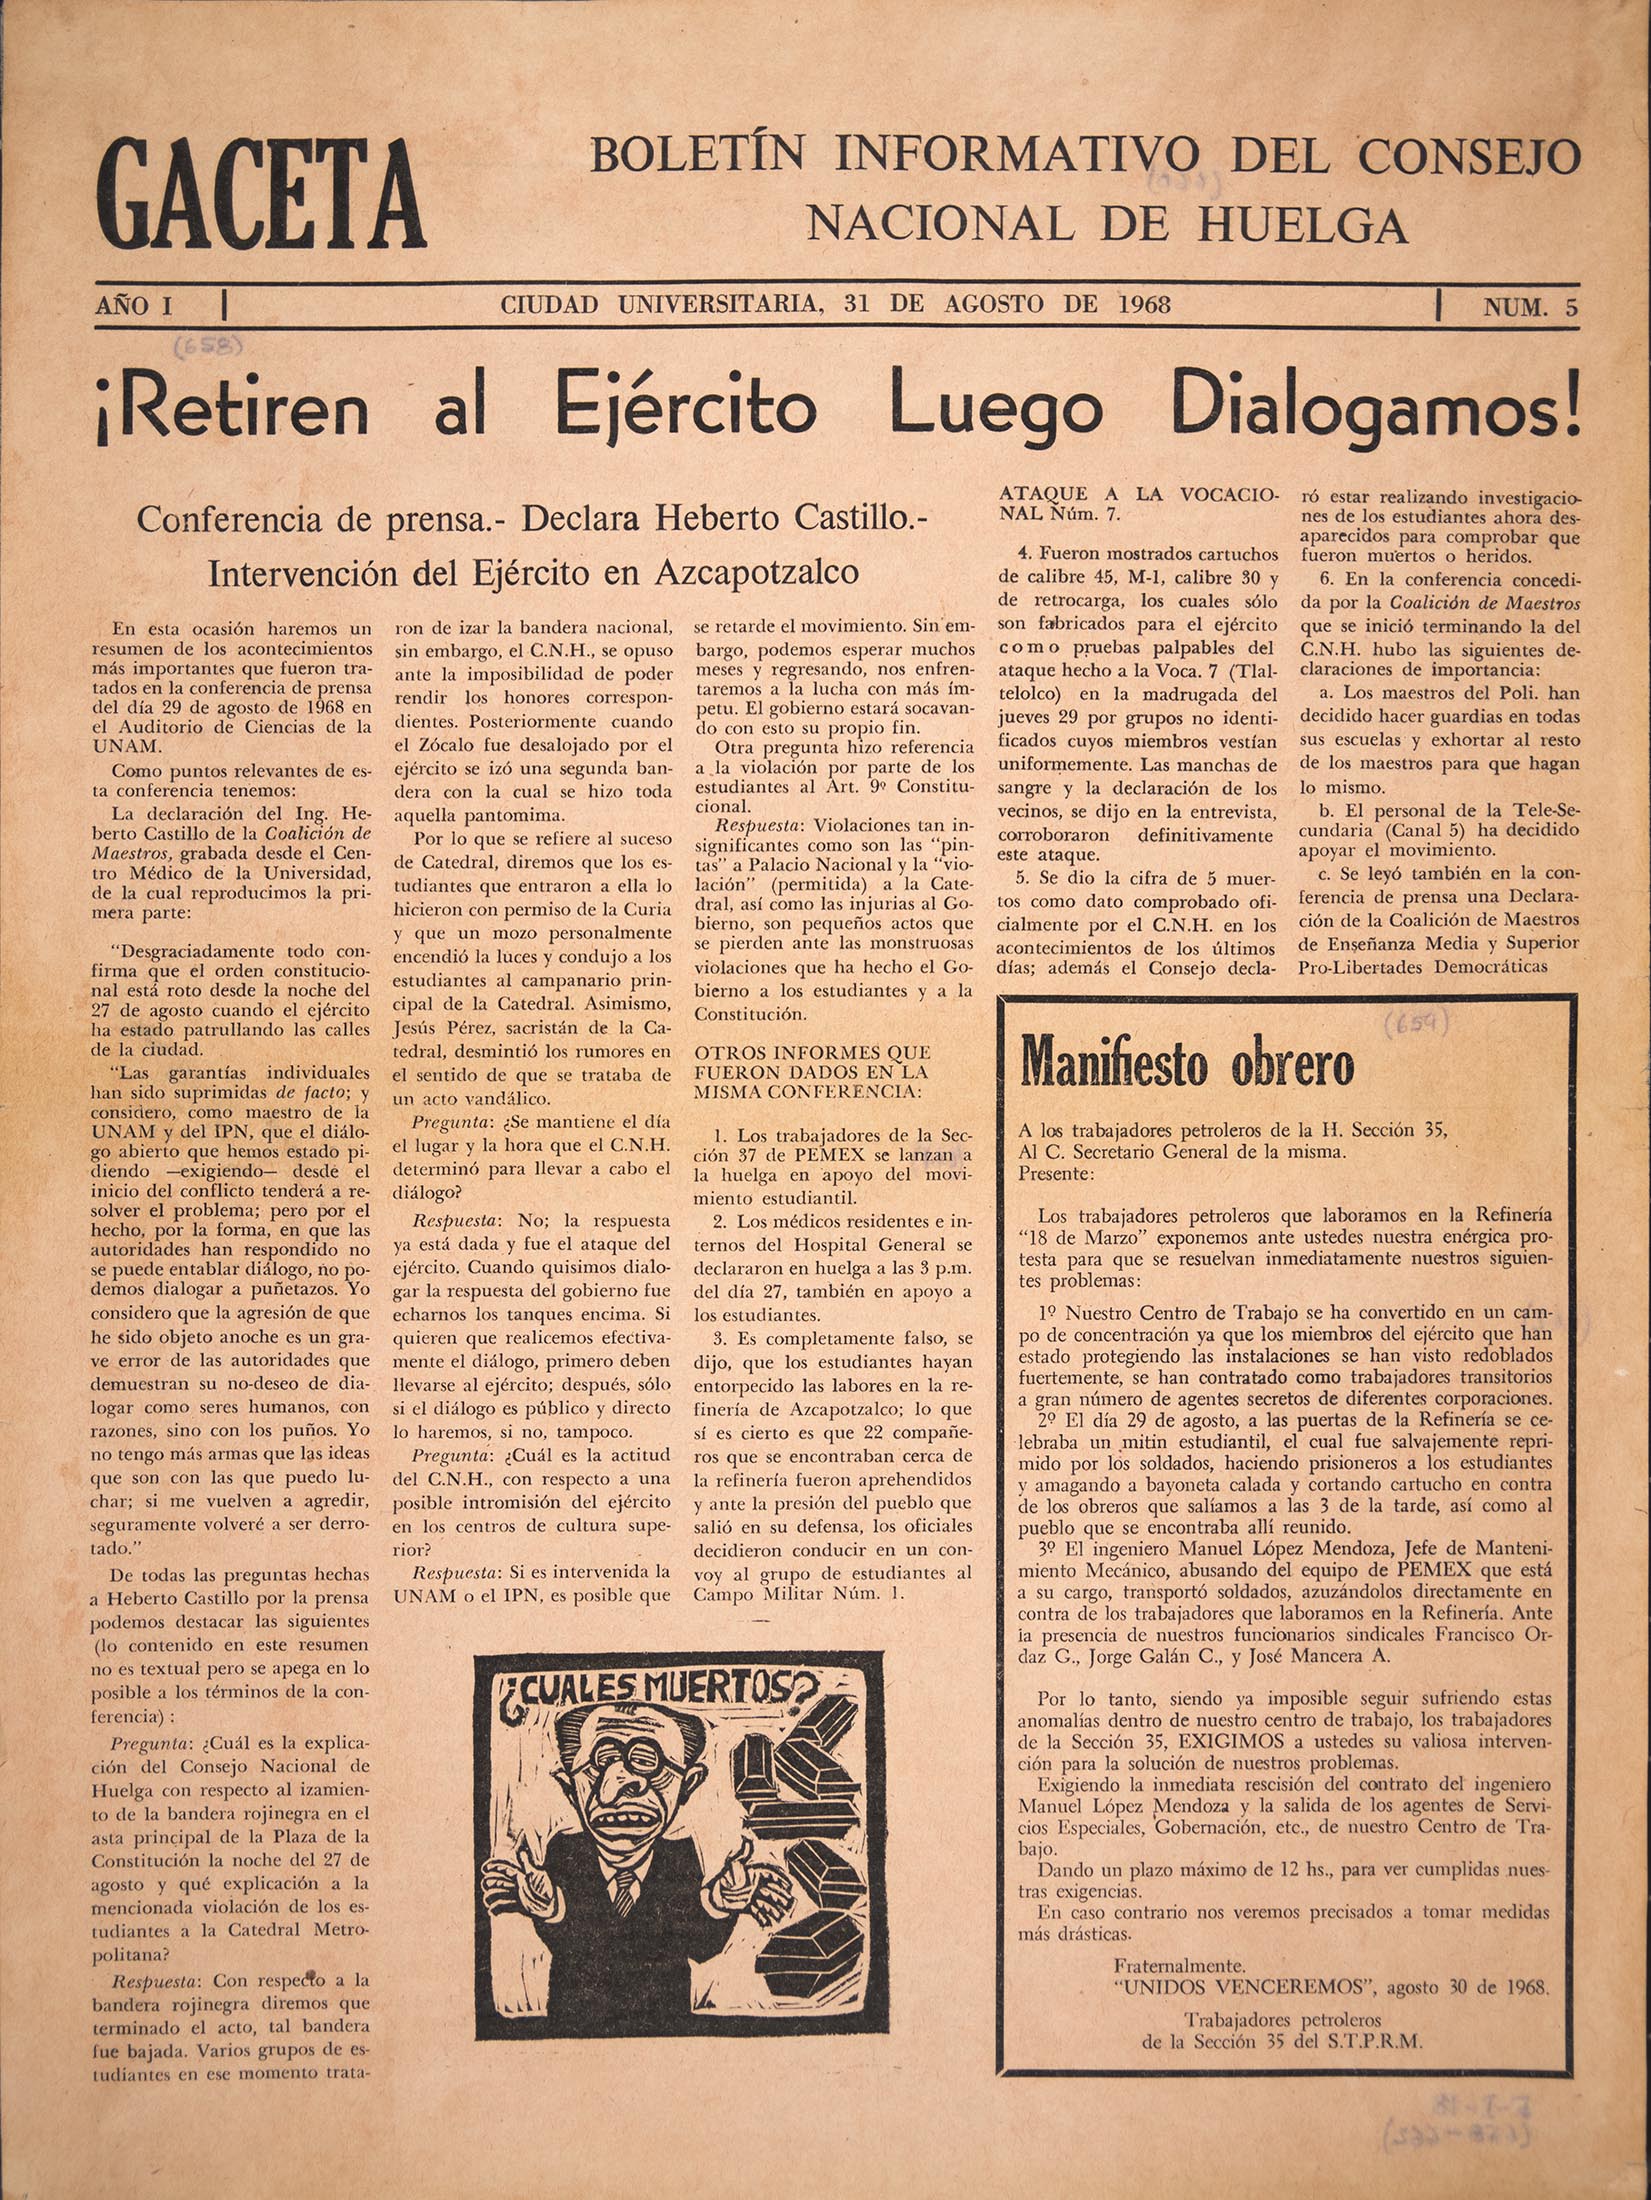 GACETA
BOLETÍN INFORMATIVO DEL CONSEJO
NACIONAL DE HUELGA
AÑO I
CIUDAD UNIVERSITARIA, 31 DE AGOSTO DE 1968
NUM. 5
(658)
¡Retiren al Ejército Luego Dialogamos!
Conferencia de prensa.- Declara Heberto Castillo.-
Intervención del Ejército en Azcapotzalco
En esta ocasión haremos un
resumen de los acontecimientos
más importantes que fueron tra-
tados en la conferencia de prensa
del día 29 de agosto de 1968 en
el Auditorio de Ciencias de la
UNAM.
Como puntos relevantes de es-
ta conferencia tenemos:
La declaración del Ing. He-
berto Castillo de la Coalición de
Maestros, grabada desde el Cen-
tro Médico de la Universidad,
de la cual reproducimos la pri-
mera parte:
“Desgraciadamente todo con-
firma que el orden constitucio-
nal está roto desde la noche del
27 de agosto cuando el ejército
ha estado patrullando las calles
de la ciudad.
“Las garantías individuales
han sido suprimidas de facto; y
considero, como maestro de la
UNAM y del IPN, que el diálo-
go abierto que hemos estado pi-
diendo —exigiendo— desde el
inicio del conflicto tenderá a re-
solver el problema; pero por el
hecho, por la forma, en que las
autoridades han respondido no
se puede entablar diálogo, no po-
demos dialogar a puñetazos. Yo
considero que la agresión de que
he sido objeto anoche es un gra-
ve error de las autoridades que
demuestran su no-deseo de dia-
logar como seres humanos, con
razones, sino con los puños. Yo
no tengo más armas que las ideas
que son con las que puedo lu-
char; si me vuelven a agredir,
seguramente volveré a ser derro-
tado.”
De todas las preguntas hechas
a Heberto Castillo por la prensa
podemos destacar las siguientes
(lo contenido en este resumen
no es textual pero se apega en lo
posible a los términos de la con-
ferencia) :
Pregunta: ¿Cuál es la explica-
ción del Consejo Nacional de
Huelga con respecto al izamien-
to de la bandera rojinegra en el
asta principal de la Plaza de la
Constitución la noche del 27 de
agosto y qué explicación a la
mencionada violación de los es-
tudiantes a la Catedral Metro-
politana?
Respuesta: Con respecto a la
bandera rojinegra diremos que
terminado el acto, tal bandera
fue bajada. Varios grupos de es-
tudiantes en ese momento trata-
ron de izar la bandera nacional,
sin embargo, el C.N.H., se opuso
ante la imposibilidad de poder
rendir los honores correspon-
dientes. Posteriormente cuando
el Zócalo fue desalojado por el
ejército se izó una segunda ban-
dera con la cual se hizo toda
aquella pantomima.
Por lo que se refiere al suceso
de Catedral, diremos que los es-
tudiantes que entraron a ella lo
hicieron con permiso de la Curia
y que un mozo personalmente
encendió la luces y condujo a los
estudiantes al campanario prin-
cipal de la Catedral. Asimismo,
Jesús Pérez, sacristán de la Ca-
tedral, desmintió los rumores en
el sentido de que se trataba de
un acto vandálico.
Pregunta: ¿Se mantiene el día
el lugar y la hora que el C.N.H.
determinó para llevar a cabo el
diálogo?
Respuesta: No; la respuesta
ya está dada y fue el ataque del
ejército. Cuando quisimos dialo-
gar la respuesta del gobierno fue
echarnos los tanques encima. Si
quieren que realicemos efectiva-
mente el diálogo, primero deben
llevarse al ejército; después, sólo
si el diálogo es público y directo
lo haremos, si no, tampoco.
Pregunta: ¿Cuál es la actitud
del C.N.H., con respecto a una
posible intromisión del ejército
en los centros de cultura supe-
rior?
Respuesta: Si es intervenida la
UNAM o el IPN, es posible que
se retarde el movimiento. Sin em-
bargo, podemos esperar muchos
meses y regresando, nos enfren-
taremos a la lucha con más ím-
petu. El gobierno estará socavan-
do con esto su propio fin.
Otra pregunta hizo referencia
a la violación por parte de los
estudiantes al Art. 9º Constitu-
cional.
Respuesta: Violaciones tan in-
significantes como son las “pin-
tas” a Palacio Nacional y la “vio-
lación” (permitida) a la Cate-
dral, así como las injurias al Go-
bierno, son pequeños actos que
se pierden ante las monstruosas
violaciones que ha hecho el Go-
bierno a los estudiantes y a la
Constitución.
OTROS INFORMES QUE
FUERON DADOS EN LA
MISMA CONFERENCIA:
1. Los trabajadores de la Sec-
ción 37 de PEMEX se lanzan a
la huelga en apoyo del movi-
miento estudiantil.
2. Los médicos residentes e in-
ternos del Hospital General se
declararon en huelga a las 3 p.m.
del día 27, también en apoyo a
los estudiantes.
3. Es completamente falso, se
dijo, que los estudiantes hayan
entorpecido las labores en la re-
finería de Azcapotzalco; lo que
sí es cierto es que 22 compañe-
ros que se encontraban cerca de
la refinería fueron aprehendidos
y ante la presión del pueblo que
salió en su defensa, los oficiales
decidieron conducir en un con-
voy al grupo de estudiantes al
Campo Militar Núm. 1.
¿CUALES MUERTOS?
ATAQUE A LA VOCACIO-
NAL Núm. 7.
4. Fueron mostrados cartuchos
de calibre 45, M-1, calibre 30 y
de retrocarga, los cuales sólo
son fabricados para el ejército
como pruebas palpables del
ataque hecho a la Voca. 7 (Tlal-
telolco) en la madrugada del
jueves 29 por grupos no identi-
ficados cuyos miembros vestían
uniformemente. Las manchas de
sangre y la declaración de los
vecinos, se dijo en la entrevista,
corroboraron definitivamente
este ataque.
5. Se dio la cifra de 5 muer-
tos como dato comprobado ofi-
cialmente por el C.N.H. en los
acontecimientos de los últimos
días; además el Consejo decla-
ró estar realizando investigacio-
nes de los estudiantes ahora des-
aparecidos para comprobar que
fueron muertos o heridos.
6. En la conferencia concedi-
da por la Coalición de Maestros
que se inició terminando la del
C.N.H. hubo las siguientes de-
claraciones de importancia:
a. Los maestros del Poli. han
decidido hacer guardias en todas
sus escuelas y exhortar al resto
de los maestros para que hagan
lo mismo.
b. El personal de la Tele-Se-
cundaria (Canal 5) ha decidido
apoyar el movimiento.
c. Se leyó también en la con-
ferencia de prensa una Declara-
ción de la Coalición de Maestros
de Enseñanza Media y Superior
Pro-Libertades Democráticas
(659)
Manifiesto obrero
A los trabajadores petroleros de la H. Sección 35,
Al C. Secretario General de la misma.
Presente:
Los trabajadores petroleros que laboramos en la Refinería
“18 de Marzo” exponemos ante ustedes nuestra enérgica pro-
testa para que se resuelvan inmediatamente nuestros siguien-
tes problemas:
1º Nuestro Centro de Trabajo se ha convertido en un cam-
po de concentración ya que los miembros del ejército que han
estado protegiendo las instalaciones se han visto redoblados
fuertemente, se han contratado como trabajadores transitorios
a gran número de agentes secretos de diferentes corporaciones.
2º El día 29 de agosto, a las puertas de la Refinería se ce-
lebraba un mitin estudiantil, el cual fue salvajemente repri-
mido por los soldados, haciendo prisioneros a los estudiantes
y amagando a bayoneta calada y cortando cartucho en contra
de los obreros que salíamos a las 3 de la tarde, así como al
pueblo que se encontraba allí reunido.
3º El ingeniero Manuel López Mendoza, Jefe de Manteni-
miento Mecánico, abusando del equipo de PEMEX que está
a su cargo, transportó soldados, azuzándolos directamente en
contra de los trabajadores que laboramos en la Refinería. Ante
la presencia de nuestros funcionarios sindicales Francisco Or-
daz G., Jorge Galán C., y José Mancera A.
Por lo tanto, siendo ya imposible seguir sufriendo estas
anomalías dentro de nuestro centro de trabajo, los trabajadores
de la Sección 35, EXIGIMOS a ustedes su valiosa interven-
ción para la solución de nuestros problemas.
Exigiendo la inmediata rescisión del contrato del ingeniero
Manuel López Mendoza y la salida de los agentes de Servi-
cios Especiales, Gobernación, etc., de nuestro Centro de Tra-
bajo.
Dando un plazo máximo de 12 hs., para ver cumplidas nues-
tras exigencias.
En caso contrario nos veremos precisados a tomar medidas
más drásticas.
Fraternalmente.
“UNIDOS VENCEREMOS”, agosto 30 de 1968.
Trabajadores petroleros
de la Sección 35 del S.T.P.R.M.